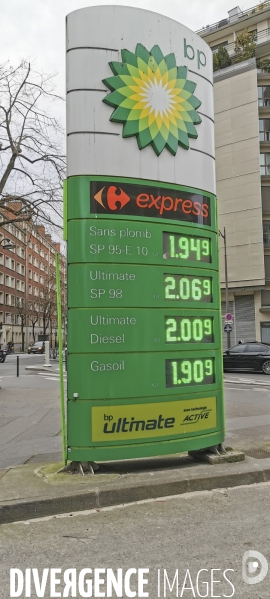 bp
express
Sans plomb
SP 95-E 10
1.949
Ultimate
SP 98
2.069
Ultimate
Diesel
2.009
Gasoil
1.909
bp
ultimate
ACTIVE
DIVERGENCE IMAGES